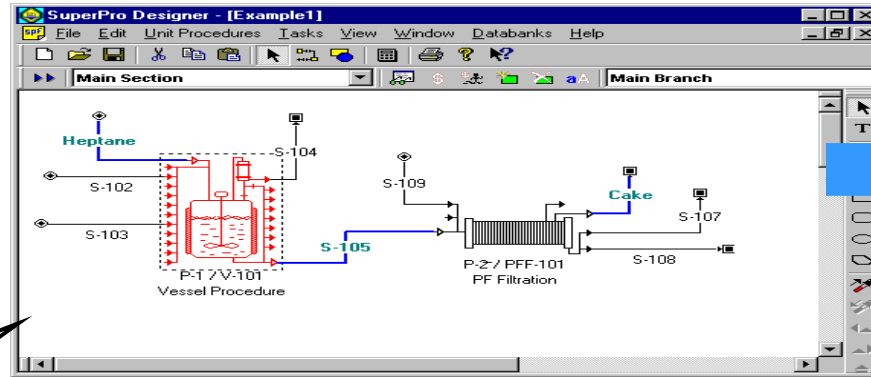 SuperPro Designer - [Example1]
File Edit Unit Procedures Tasks View Window Databanks Help
Main Section
$
aA
Main Branch
Heptane
S-104
S-102
S-103
S-105
P-1 / V-101
Vessel Procedure
S-109
Cake
S-107
S-108
P-2 / PFF-101
PF Filtration
T